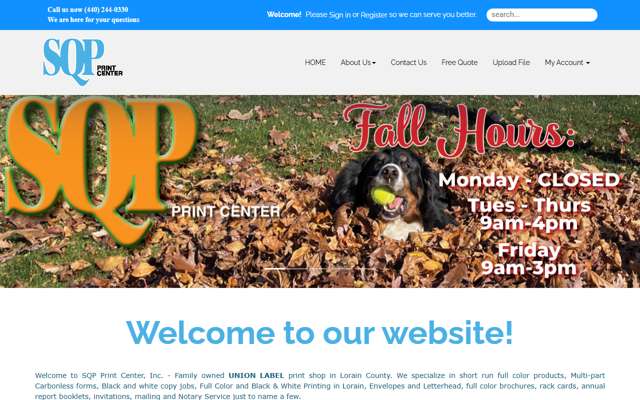 Call us now (440) 244-0330
We are here for your questions
Welcome! Please Sign in or Register so we can serve you better.
search...
SQP PRINT CENTER
HOME About Us Contact Us Free Quote Upload File My Account
SQP PRINT CENTER
Fall Hours:
Monday - CLOSED
Tues - Thurs
9am-4pm
Friday
9am-3pm
Welcome to our website!
Welcome to SQP Print Center, Inc. - Family owned UNION LABEL print shop in Lorain County. We specialize in short run full color products, Multi-part
Carbonless forms, Black and white copy jobs, Full Color and Black & White Printing in Lorain, Envelopes and Letterhead, full color brochures, rack cards, annual
report booklets, invitations, mailing and Notary Service just to name a few.